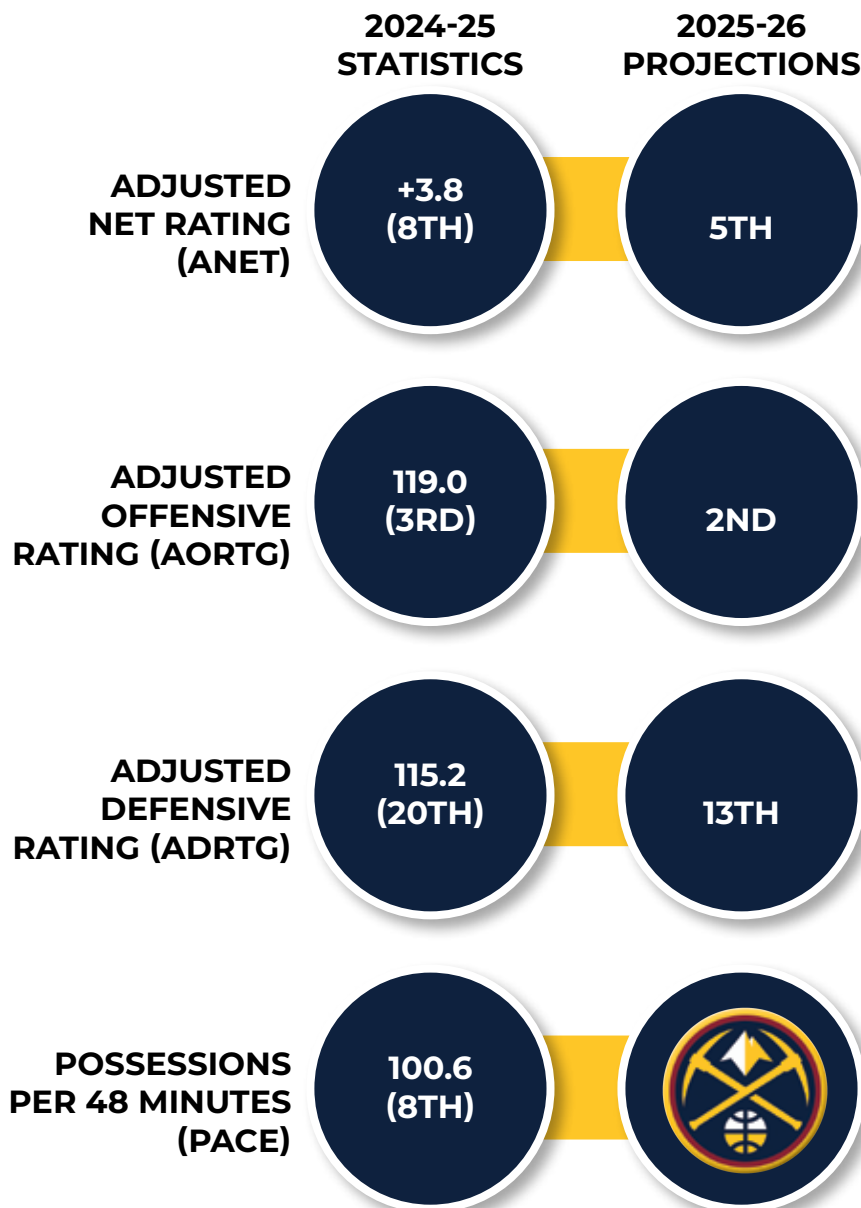 2024-25
STATISTICS
2025-26
PROJECTIONS
ADJUSTED
NET RATING
(ANET)
+3.8
(8TH)
5TH
ADJUSTED
OFFENSIVE
RATING (AORTG)
119.0
(3RD)
2ND
ADJUSTED
DEFENSIVE
RATING (ADRTG)
115.2
(20TH)
13TH
POSSESSIONS
PER 48 MINUTES
(PACE)
100.6
(8TH)